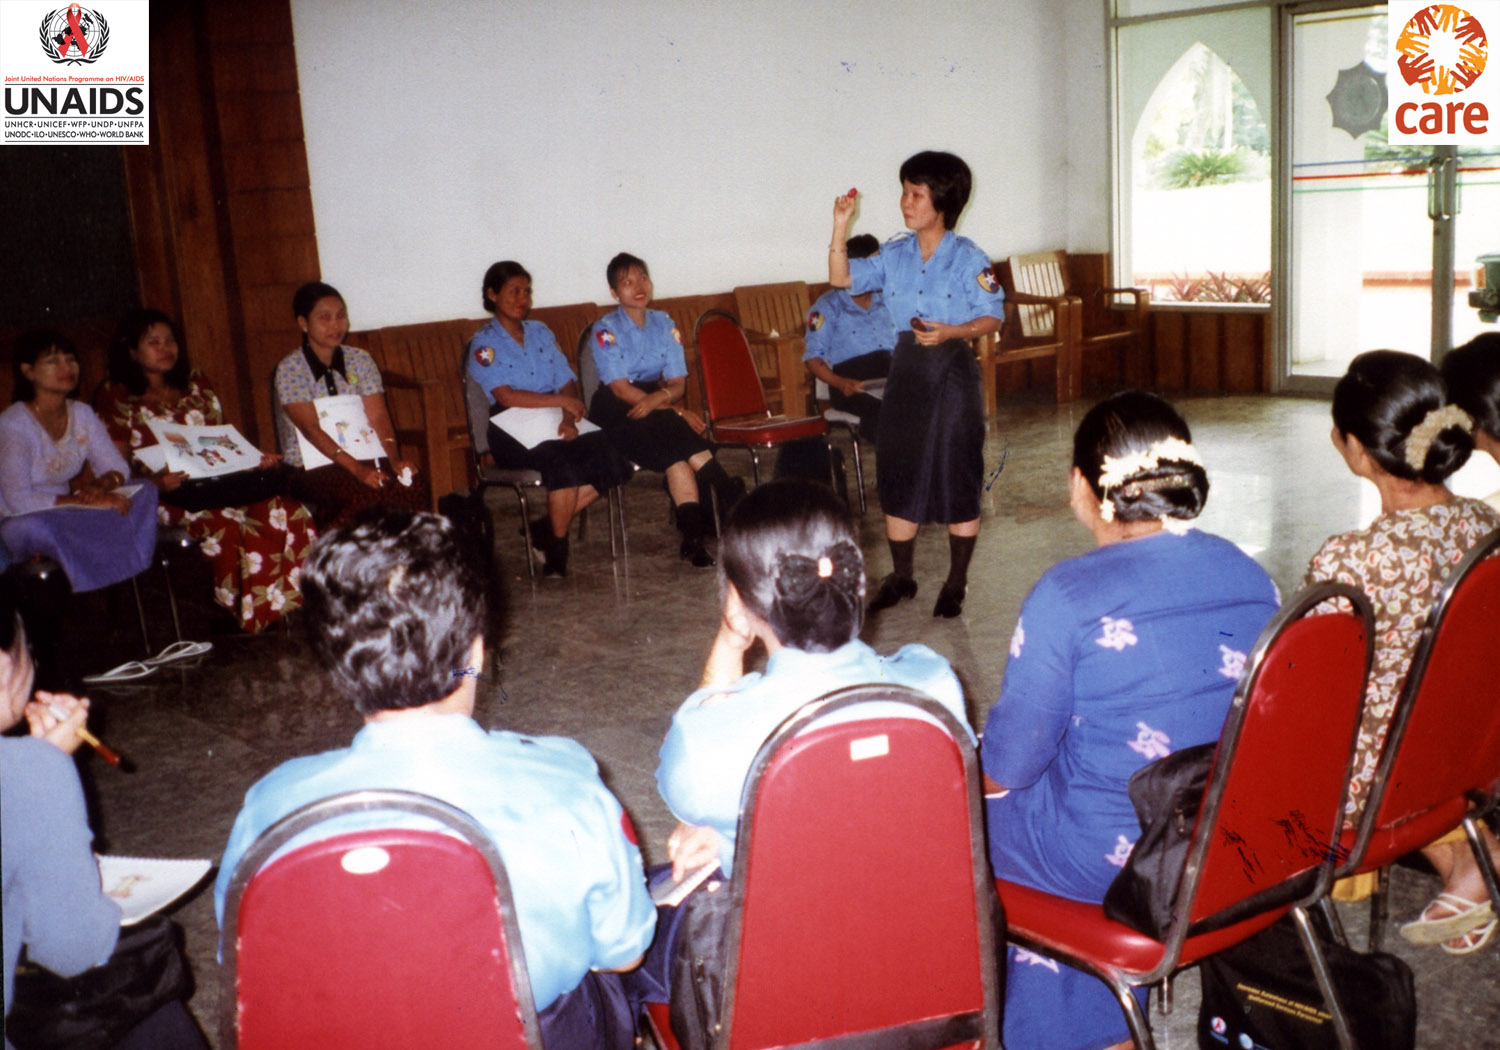 Joint United Nations Programme on HIV/AIDS
UNAIDS
UNHCR•UNICEF•WFP•UNDP•UNFPA
UNODC•ILO•UNESCO•WHO•WORLD BANK
care